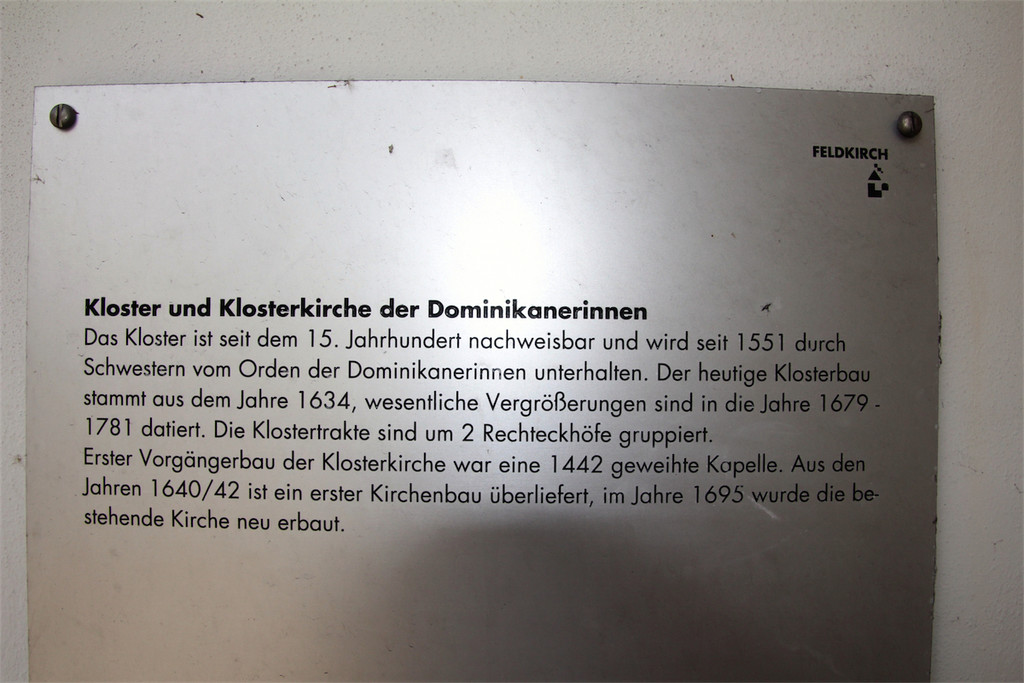 FELDKIRCH
Kloster und Klosterkirche der Dominikanerinnen
Das Kloster ist seit dem 15. Jahrhundert nachweisbar und wird seit 1551 durch
Schwestern vom Orden der Dominikanerinnen unterhalten. Der heutige Klosterbau
stammt aus dem Jahre 1634, wesentliche Vergrößerungen sind in die Jahre 1679 -
1781 datiert. Die Klostertrakte sind um 2 Rechteckhöfe gruppiert.
Erster Vorgängerbau der Klosterkirche war eine 1442 geweihte Kapelle. Aus den
Jahren 1640/42 ist ein erster Kirchenbau überliefert, im Jahre 1695 wurde die be-
stehende Kirche neu erbaut.